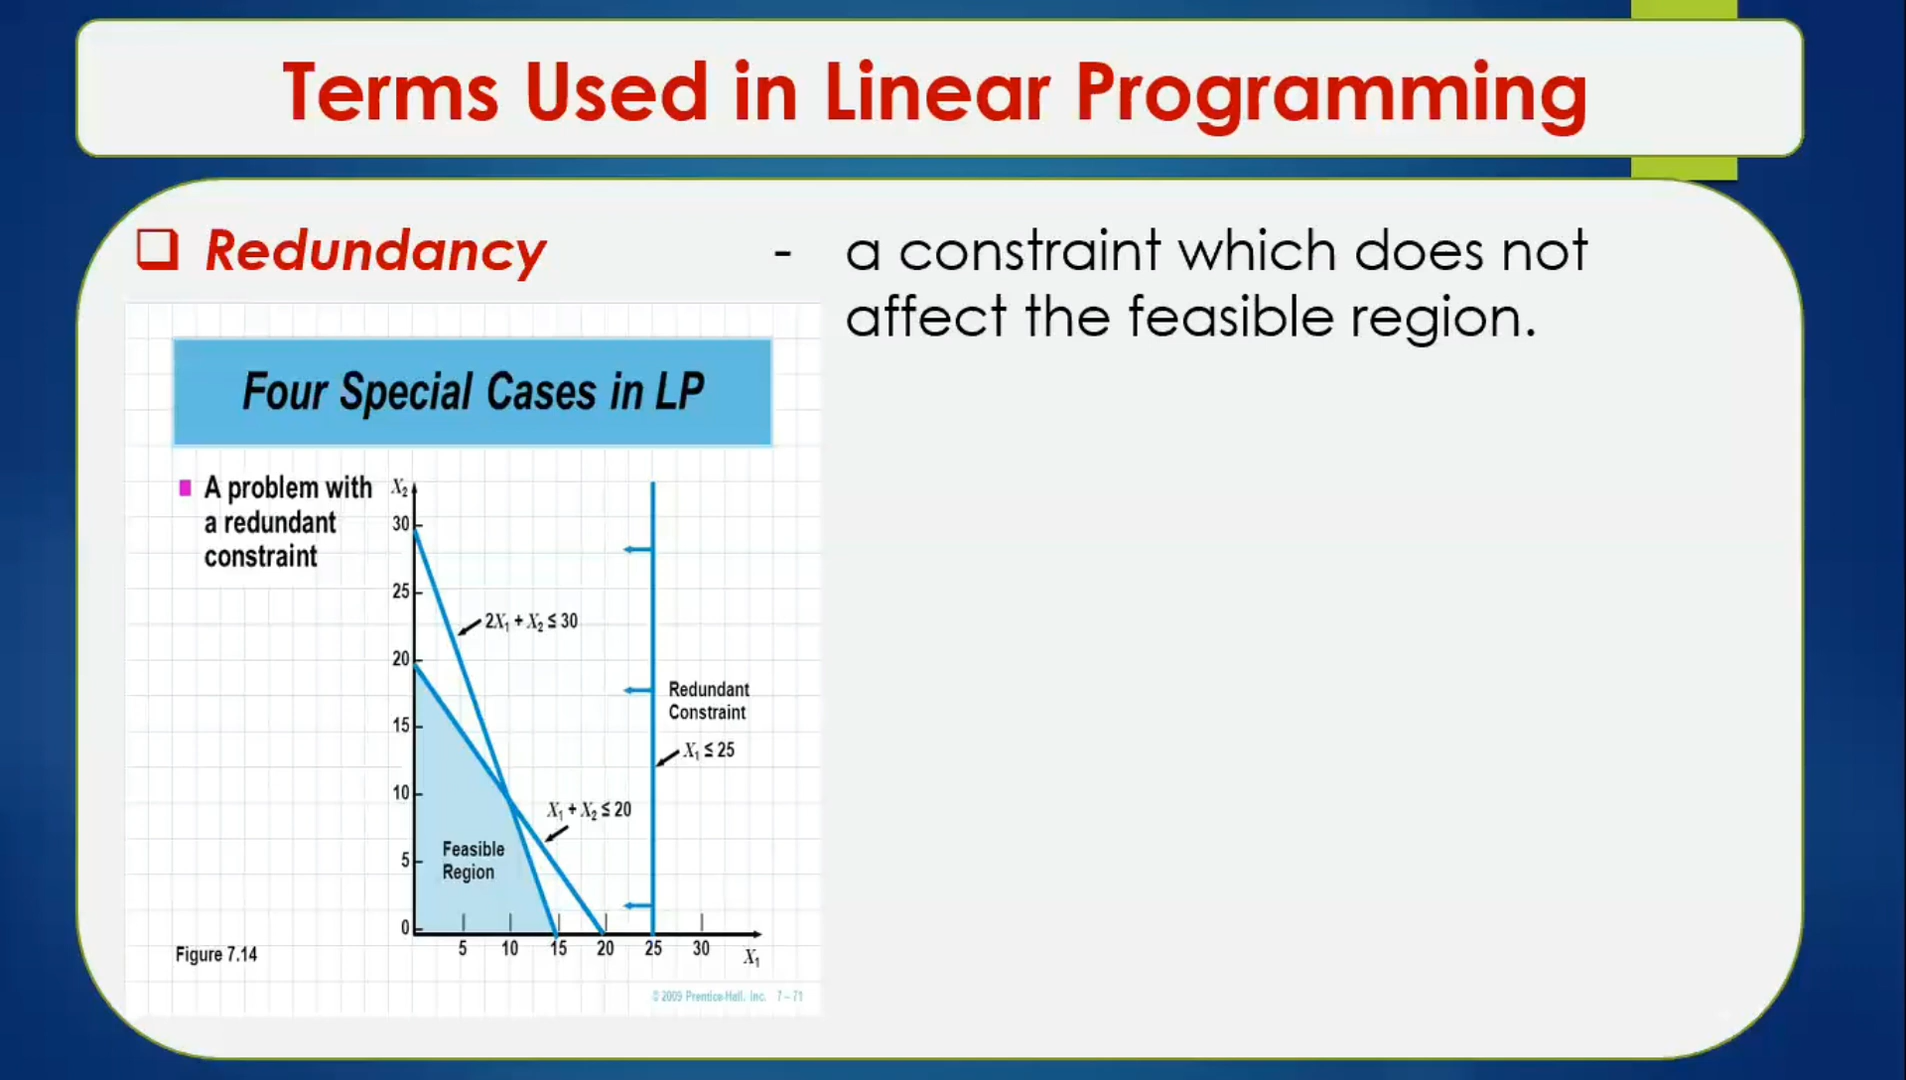 Terms Used in Linear Programming
Redundancy - a constraint which does not
affect the feasible region.
Four Special Cases in LP
A problem with
a redundant
constraint
X₂
30
25
20
15
10
5
0
2X₁ + X₂ ≤ 30
Redundant
Constraint
X₁ ≤ 25
X₁ + X₂ ≤ 20
Feasible
Region
5 10 15 20 25 30
X₁
Figure 7.14
© 2009 Prentice-Hall, Inc. 7 – 71